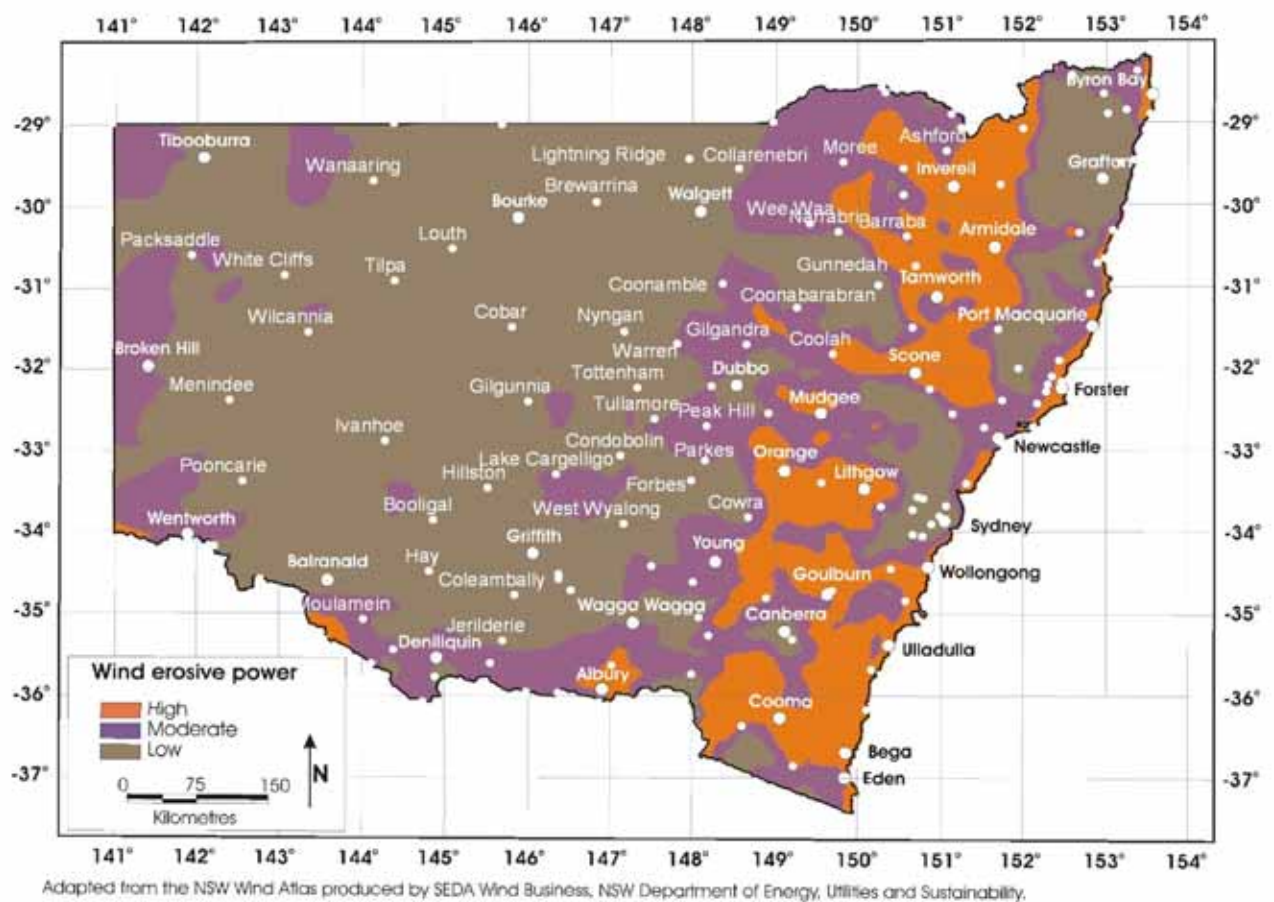 141° 142° 143° 144° 145° 146° 147° 148° 149° 150° 151° 152° 153° 154°
Byron Bay
-29° -29°
Tibooburra
Wanaaring
Lightning Ridge Collarenebri Moree Ashford
Inverell
Grafton
Brewarrina
Walgett
Bourke
-30° -30°
Wee Waa
Narrabri Barraba
Armidale
Louth
Packsaddle
White Cliffs
Tilpa
Gunnedah
Tamworth
-31° -31°
Coonamble
Coonabarabran
Wilcannia
Cobar
Nyngan
Port Macquarie
Gilgandra
Coolah
Warren
Scone
Broken Hill
-32° -32°
Menindee
Gilgunnia
Tottenham
Dubbo
Forster
Tullamore
Peak Hill
Mudgee
Ivanhoe
Condobolin
Newcastle
-33° -33°
Pooncarie
Hillston
Lake Cargelligo
Parkes
Orange
Lithgow
Forbes
Booligal
West Wyalong
Cowra
-34° -34°
Wentworth
Griffith
Sydney
Young
Balranald
Hay
Coleambally
Goulburn
Wollongong
-35° -35°
Moulamein
Wagga Wagga
Canberra
Jerilderie
Deniliquin
Ulladulla
Albury
-36° -36°
Cooma
Bega
Eden
-37° -37°
Wind erosive power
High
Moderate
Low
0 75 150
Kilometres
N
141° 142° 143° 144° 145° 146° 147° 148° 149° 150° 151° 152° 153° 154°
Adapted from the NSW Wind Atlas produced by SEDA Wind Business, NSW Department of Energy, Utilities and Sustainability.